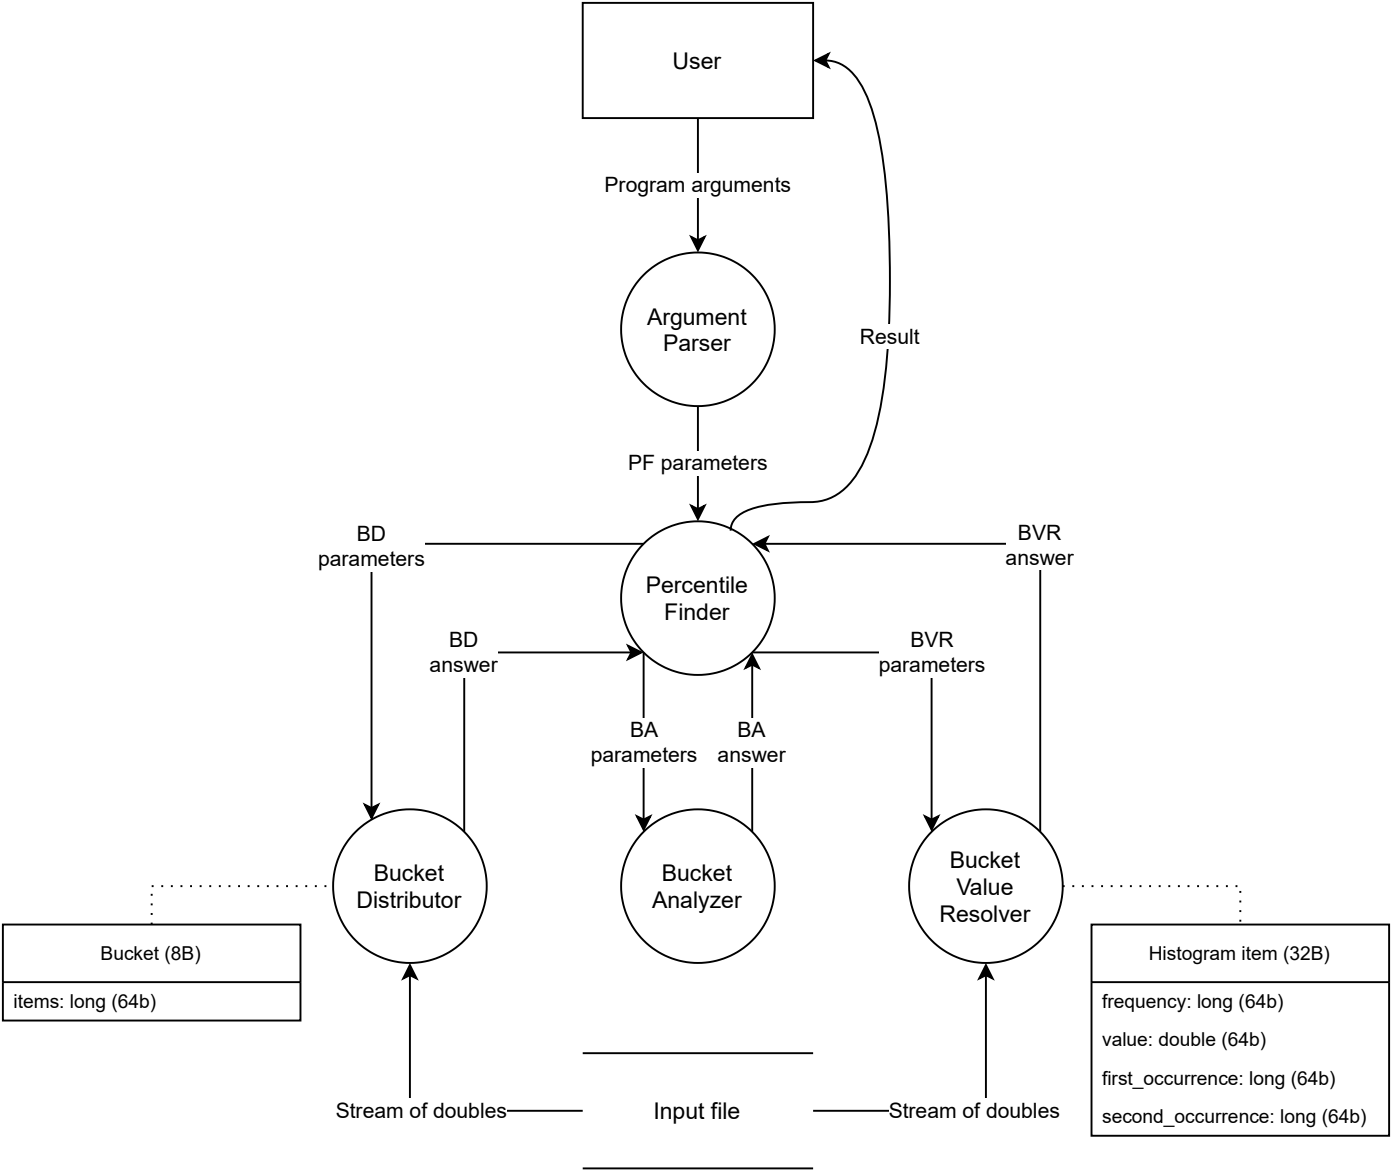 User
Program arguments
Argument
Parser
Result
PF parameters
BD
parameters
BVR
answer
Percentile
Finder
BD
answer
BVR
parameters
BA
parameters
BA
answer
Bucket
Distributor
Bucket
Analyzer
Bucket
Value
Resolver
Bucket (8B)
items: long (64b)
Histogram item (32B)
frequency: long (64b)
value: double (64b)
first_occurrence: long (64b)
second_occurrence: long (64b)
Stream of doubles
Input file
Stream of doubles